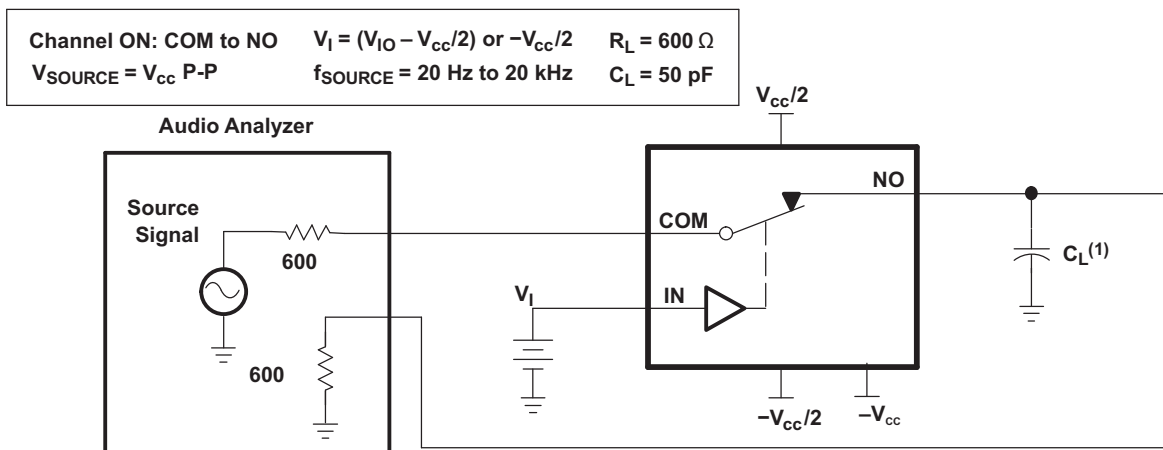 Channel ON: COM to NO V_I = (V_IO – V_cc/2) or –V_cc/2 R_L = 600 Ω
V_SOURCE = V_cc P-P f_SOURCE = 20 Hz to 20 kHz C_L = 50 pF
Audio Analyzer
V_cc/2
Source
Signal
600
COM
NO
C_L(1)
V_I
IN
600
–V_cc/2
–V_cc